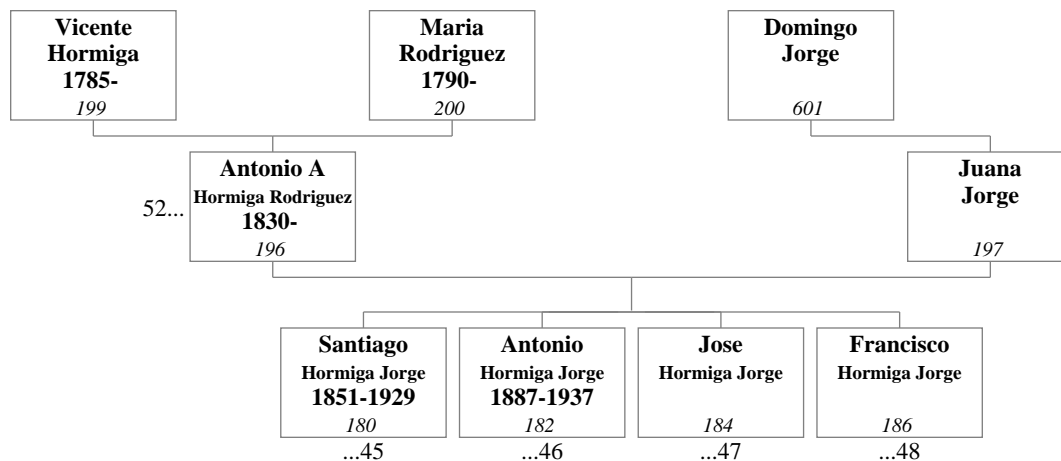 Vicente
Hormiga
1785-
199
Maria
Rodriguez
1790-
200
Domingo
Jorge
601
52...
Antonio A
Hormiga Rodriguez
1830-
196
Juana
Jorge
197
Santiago
Hormiga Jorge
1851-1929
180
...45
Antonio
Hormiga Jorge
1887-1937
182
...46
Jose
Hormiga Jorge
184
...47
Francisco
Hormiga Jorge
186
...48